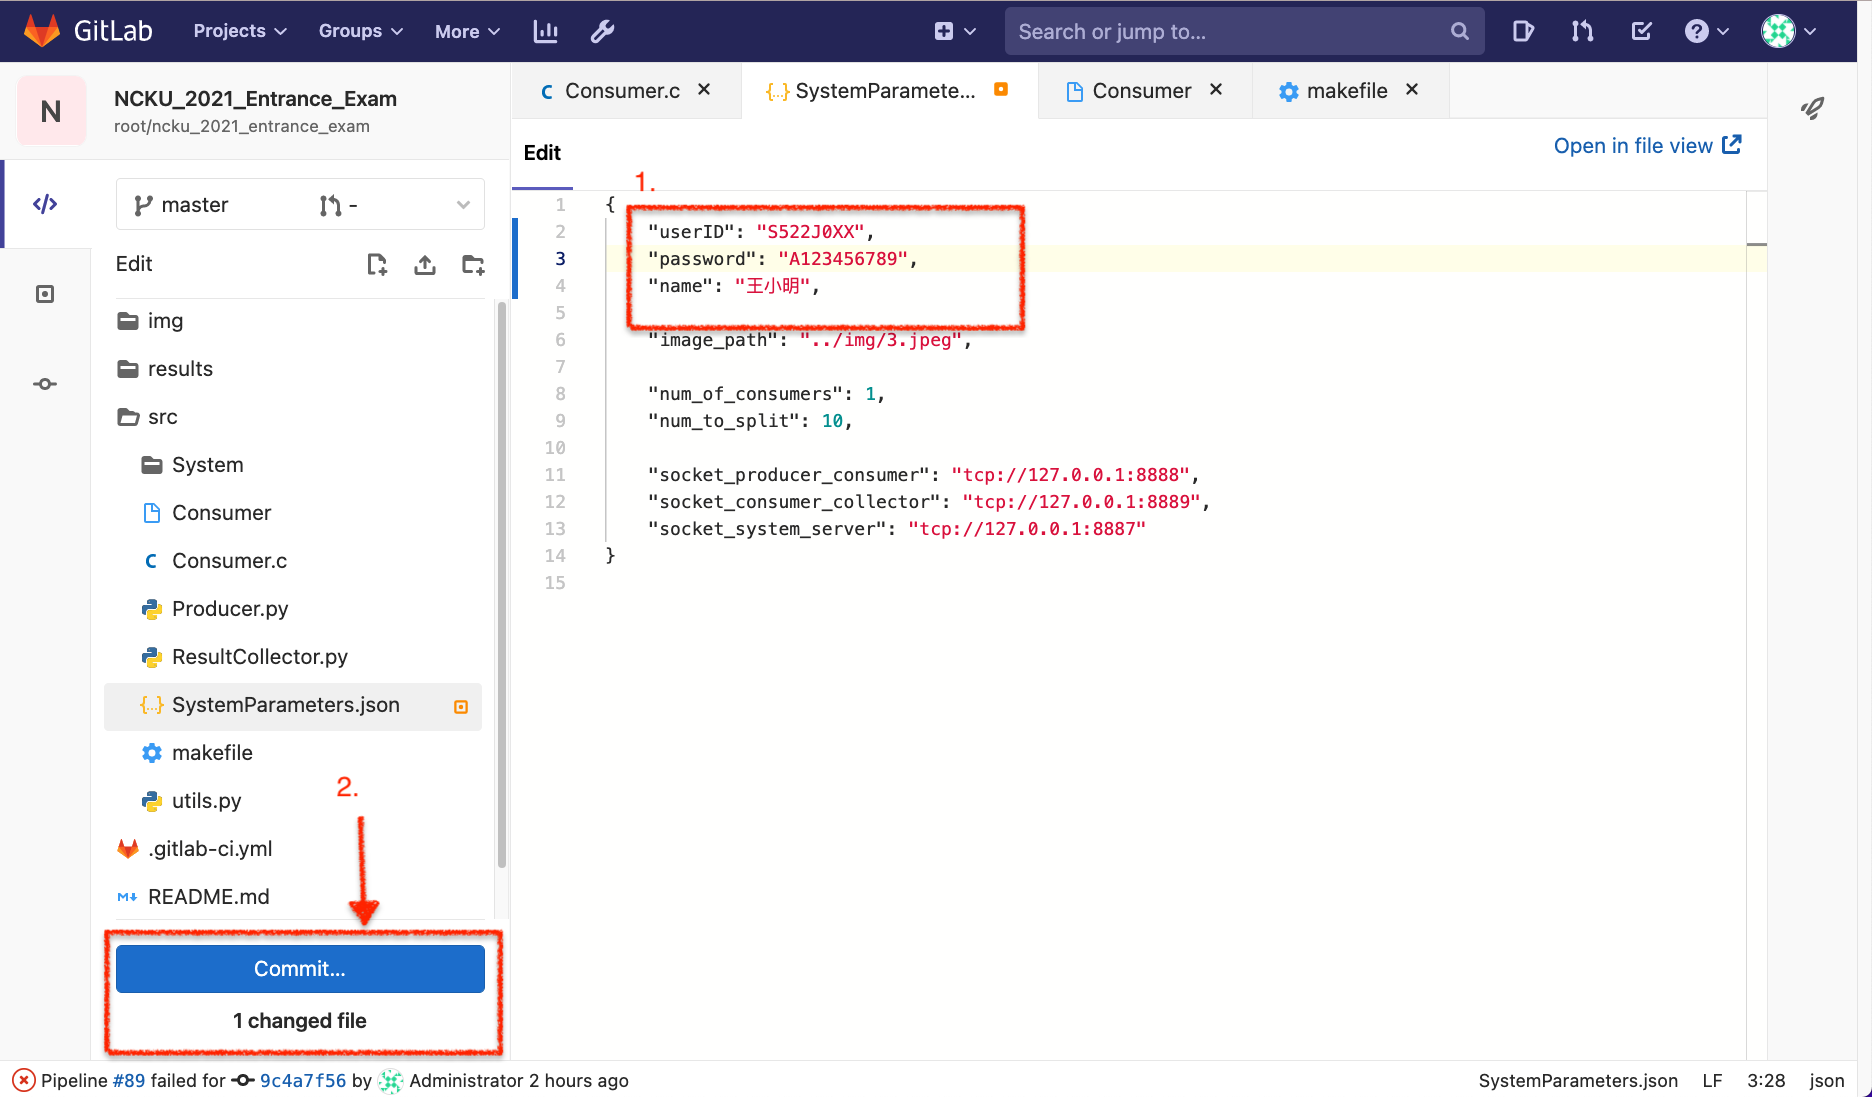 GitLab Projects Groups More Search or jump to...
N NCKU_2021_Entrance_Exam
root/ncku_2021_entrance_exam
master -
Edit
img
results
src
System
Consumer
Consumer.c
Producer.py
ResultCollector.py
SystemParameters.json
makefile
utils.py
.gitlab-ci.yml
README.md
2.
Commit...
1 changed file
Consumer.c SystemParamete... Consumer makefile
Edit Open in file view
1.
1 {
2 "userID": "S522J0XX",
3 "password": "A123456789",
4 "name": "王小明",
5
6 "image_path": "../img/3.jpeg",
7
8 "num_of_consumers": 1,
9 "num_to_split": 10,
10
11 "socket_producer_consumer": "tcp://127.0.0.1:8888",
12 "socket_consumer_collector": "tcp://127.0.0.1:8889",
13 "socket_system_server": "tcp://127.0.0.1:8887"
14 }
15
Pipeline #89 failed for 9c4a7f56 by Administrator 2 hours ago SystemParameters.json LF 3:28 json